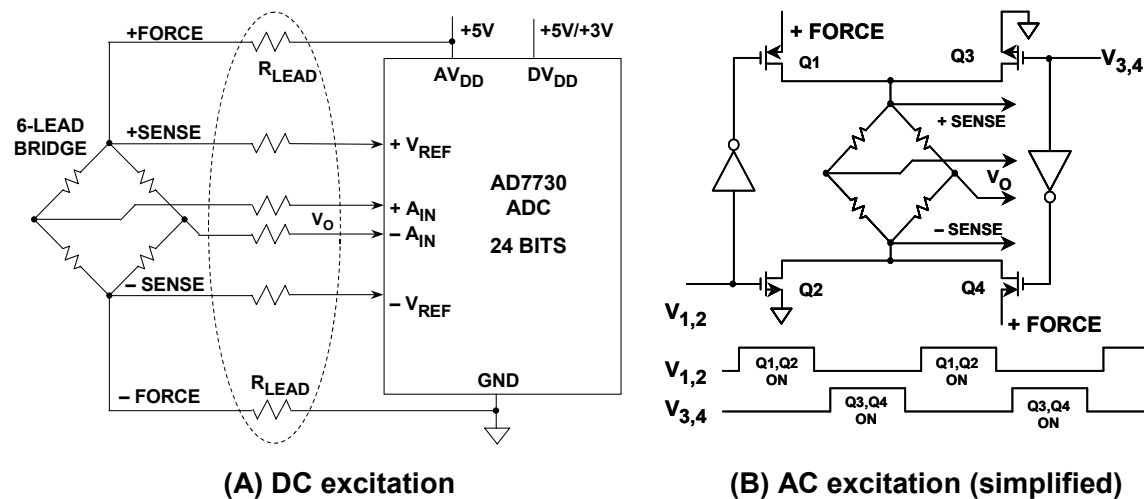 +FORCE
R_LEAD
+5V
+5V/+3V
AV_DD
DV_DD
6-LEAD
BRIDGE
+SENSE
+ V_REF
+ A_IN
V_O
– A_IN
AD7730
ADC
24 BITS
– SENSE
– V_REF
R_LEAD
– FORCE
GND
(A) DC excitation
+ FORCE
Q1
Q3
V_3,4
+ SENSE
V_O
– SENSE
Q2
Q4
V_1,2
+ FORCE
V_1,2
Q1,Q2
ON
Q1,Q2
ON
V_3,4
Q3,Q4
ON
Q3,Q4
ON
(B) AC excitation (simplified)